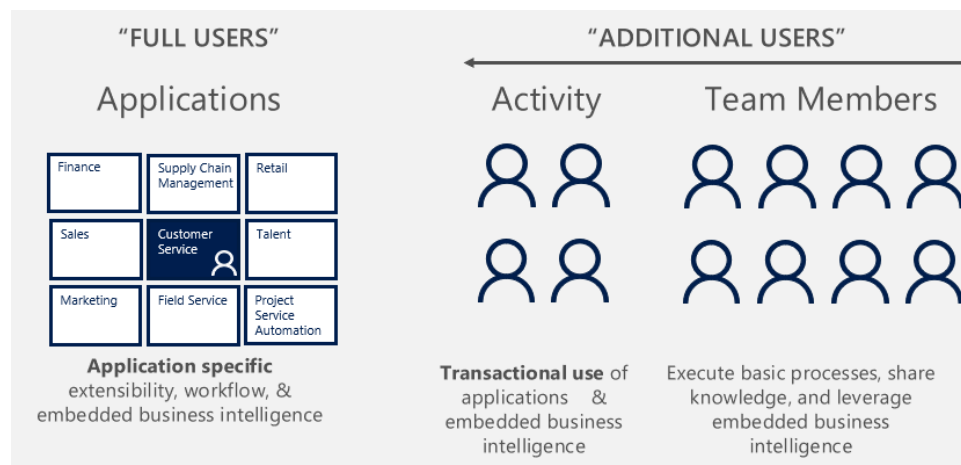 “FULL USERS”
“ADDITIONAL USERS”
Applications
Activity
Team Members
Finance
Supply Chain
Management
Retail
Sales
Customer
Service
Talent
Marketing
Field Service
Project
Service
Automation
Application specific
extensibility, workflow, &
embedded business intelligence
Transactional use of
applications &
embedded business
intelligence
Execute basic processes, share
knowledge, and leverage
embedded business
intelligence